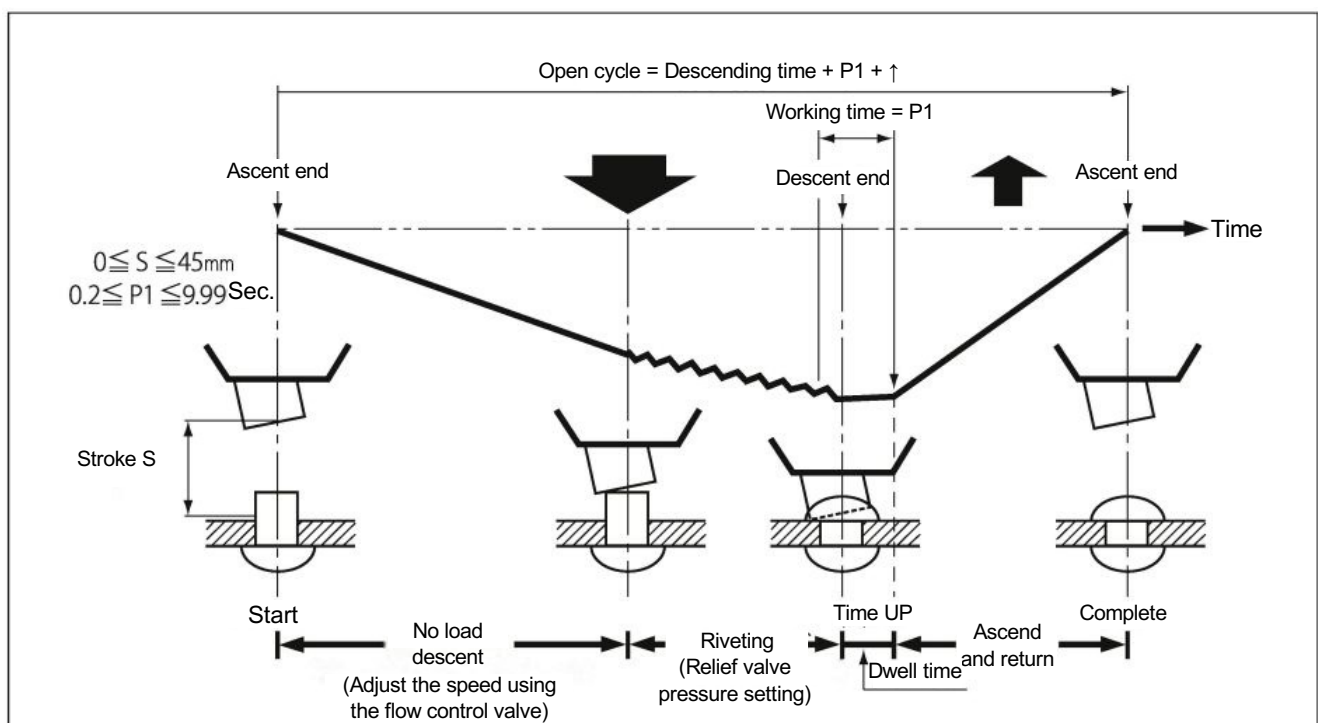 Open cycle = Descending time + P1 + ↑
Working time = P1
Ascent end
Descent end
Ascent end
Time
0≦ S ≦45mm
0.2≦ P1 ≦9.99 Sec.
Stroke S
Start
Time UP
Complete
No load
descent
(Adjust the speed using
the flow control valve)
Riveting
(Relief valve
pressure setting)
Dwell time
Ascend
and return